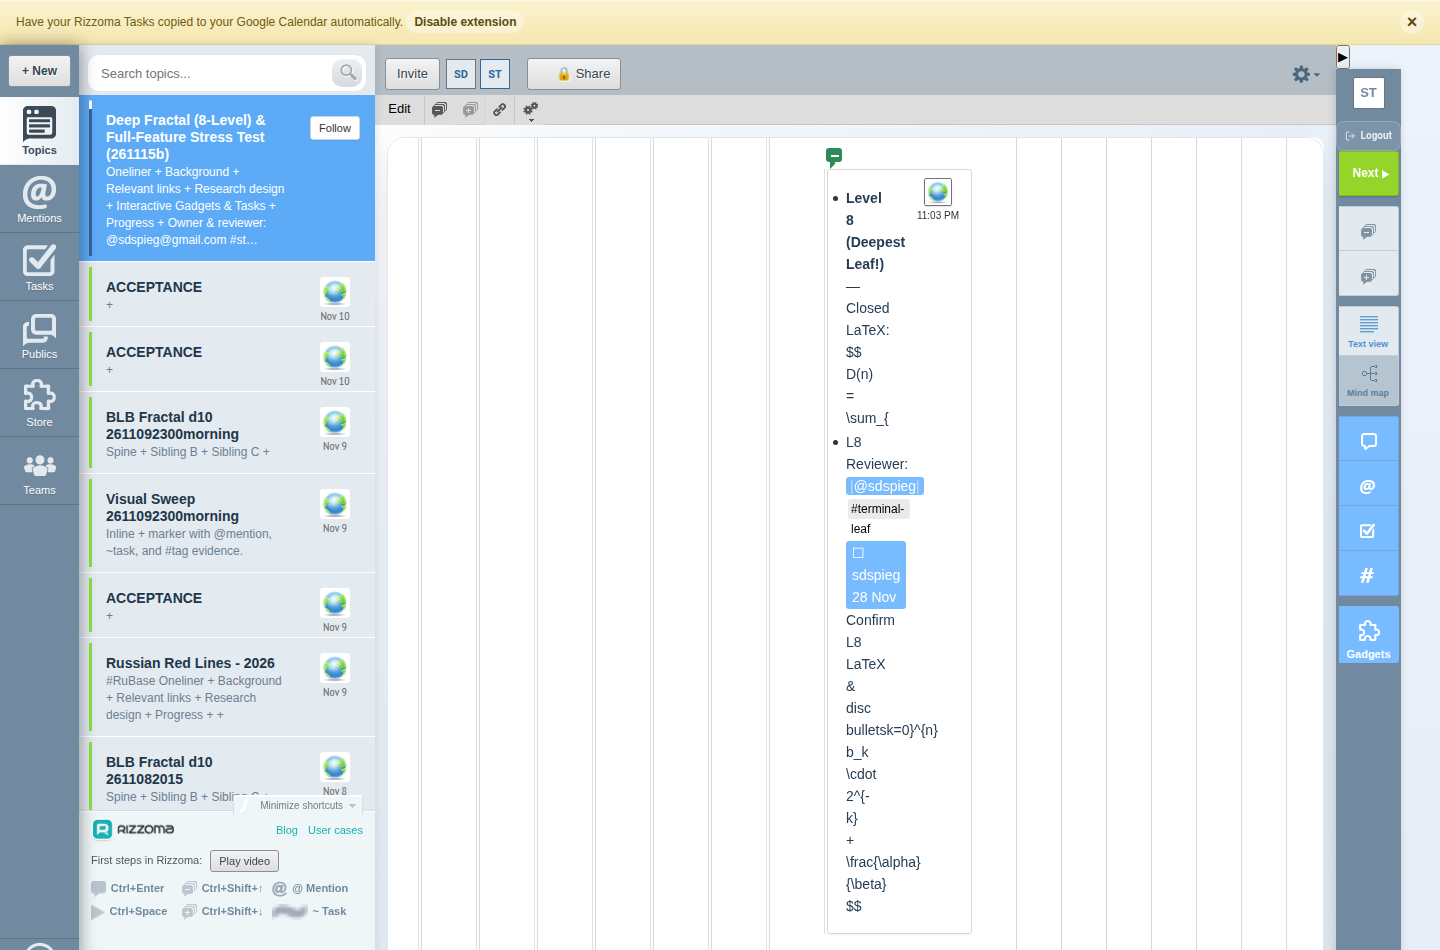 Have your Rizzoma Tasks copied to your Google Calendar automatically. Disable extension ×
+ New
Topics
Mentions
Tasks
Publics
Store
Teams
Search topics...
Deep Fractal (8-Level) &
Full-Feature Stress Test
(261115b)
Follow
Oneliner + Background +
Relevant links + Research design
+ Interactive Gadgets & Tasks +
Progress + Owner & reviewer:
@sdspieg@gmail.com #st…
ACCEPTANCE
+
Nov 10
ACCEPTANCE
+
Nov 10
BLB Fractal d10
2611092300morning
Spine + Sibling B + Sibling C +
Nov 9
Visual Sweep
2611092300morning
Inline + marker with @mention,
~task, and #tag evidence.
Nov 9
ACCEPTANCE
+
Nov 9
Russian Red Lines - 2026
#RuBase Oneliner + Background
+ Relevant links + Research
design + Progress + +
Nov 9
BLB Fractal d10
2611082015
Spine + Sibling B + Sibling C +
Nov 8
Minimize shortcuts
RIZZOMA
Blog User cases
First steps in Rizzoma: Play video
Ctrl+Enter Ctrl+Shift+↑ @ Mention
Ctrl+Space Ctrl+Shift+↓ ~ Task
Invite SD ST 🔒 Share
Edit
11:03 PM
• Level
8
(Deepest
Leaf!)
—
Closed
LaTeX:
$$
D(n)
=
\sum_{
• L8
Reviewer:
|@sdspieg|
#terminal-
leaf
☐
sdspieg
28 Nov
Confirm
L8
LaTeX
&
disc
bulletsk=0}^{n}
b_k
\cdot
2^{-
k}
+
\frac{\alpha}
{\beta}
$$
▶
ST
Logout
Next ▶
Text view
Mind map
@
#
Gadgets